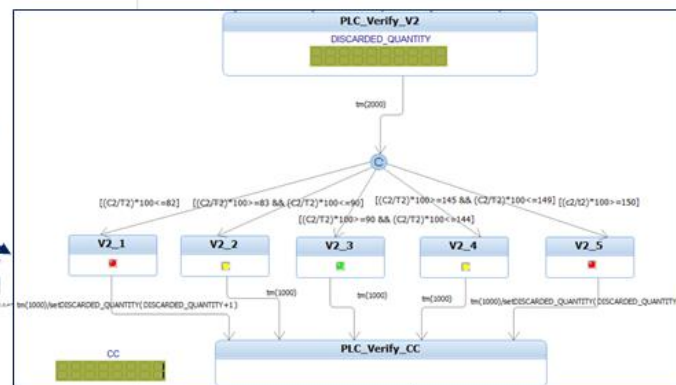 PLC_Verify_V2
DISCARDED_QUANTITY
tm(2000)
C
[((C2/T2)*100<=82]
[((C2/T2)*100>=83 && (C2/T2)*100<=90]
[((C2/T2)*100>=145 && (C2/T2)*100<=149]
[((c2/t2)*100>=150]
[((C2/T2)*100>=90 && (C2/T2)*100<=144]
V2_1
V2_2
V2_3
V2_4
V2_5
tm(1000)
tm(1000)
tm(1000)
tm(1000)/setDISCARDED_QUANTITY(DISCARDED_QUANTITY+1)
tm(1000)/setDISCARDED_QUANTITY(DISCARDED_QUANTITY
PLC_Verify_CC
CC